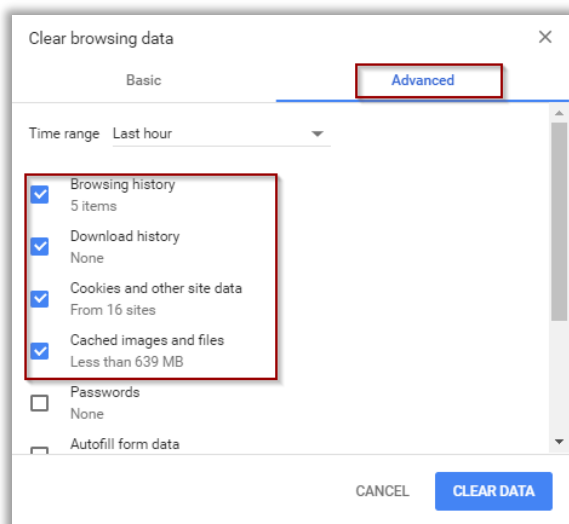 Clear browsing data
Basic
Advanced
Time range Last hour
Browsing history
5 items
Download history
None
Cookies and other site data
From 16 sites
Cached images and files
Less than 639 MB
Passwords
None
Autofill form data
CANCEL
CLEAR DATA